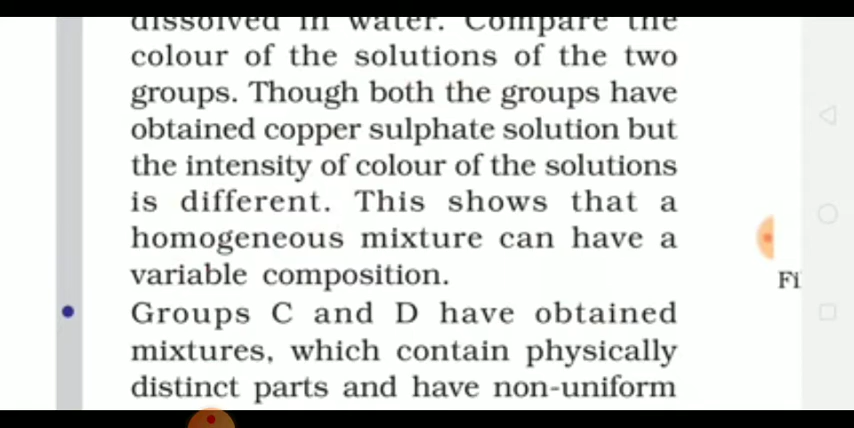 dissolved in water. Compare the
colour of the solutions of the two
groups. Though both the groups have
obtained copper sulphate solution but
the intensity of colour of the solutions
is different. This shows that a
homogeneous mixture can have a
variable composition.
Fi
Groups C and D have obtained
mixtures, which contain physically
distinct parts and have non-uniform